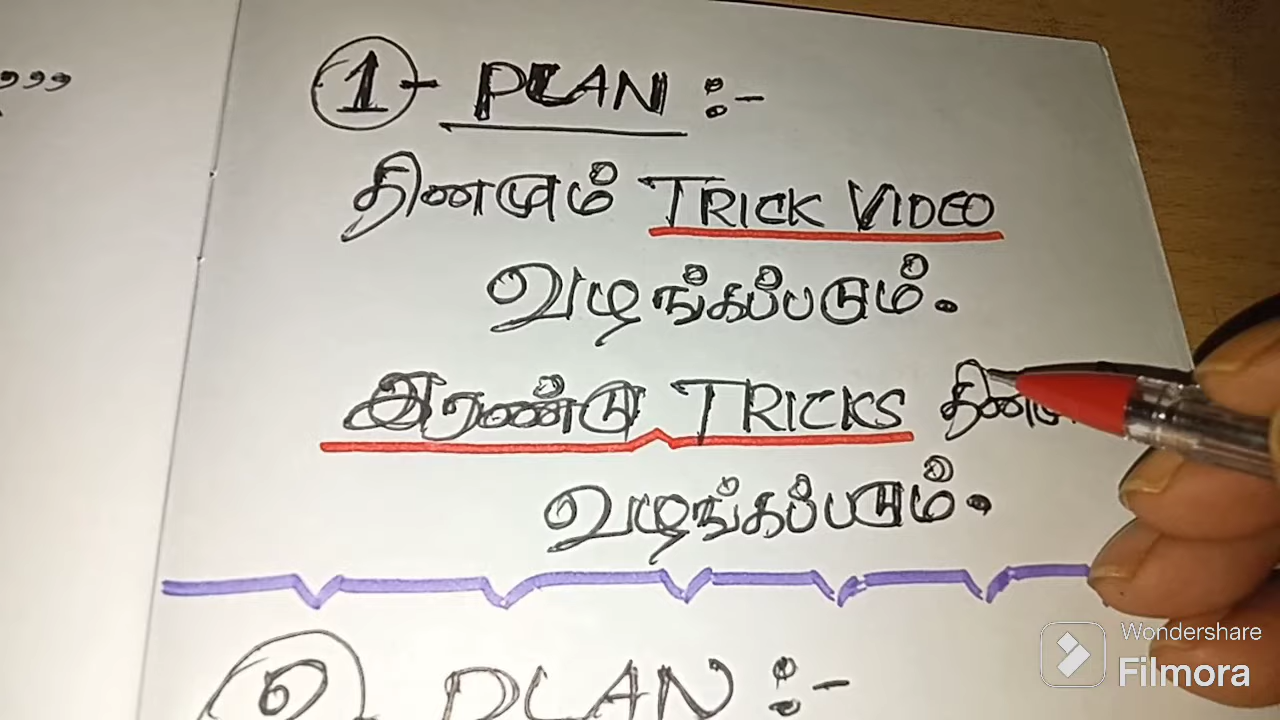 ,,,
1 - PLAN :-
தினமும் TRICK VIDEO
வழங்கப்படும்.
இரண்டு TRICKS
வழங்கப்படும்.
2 PLAN :-
Wondershare
Filmora